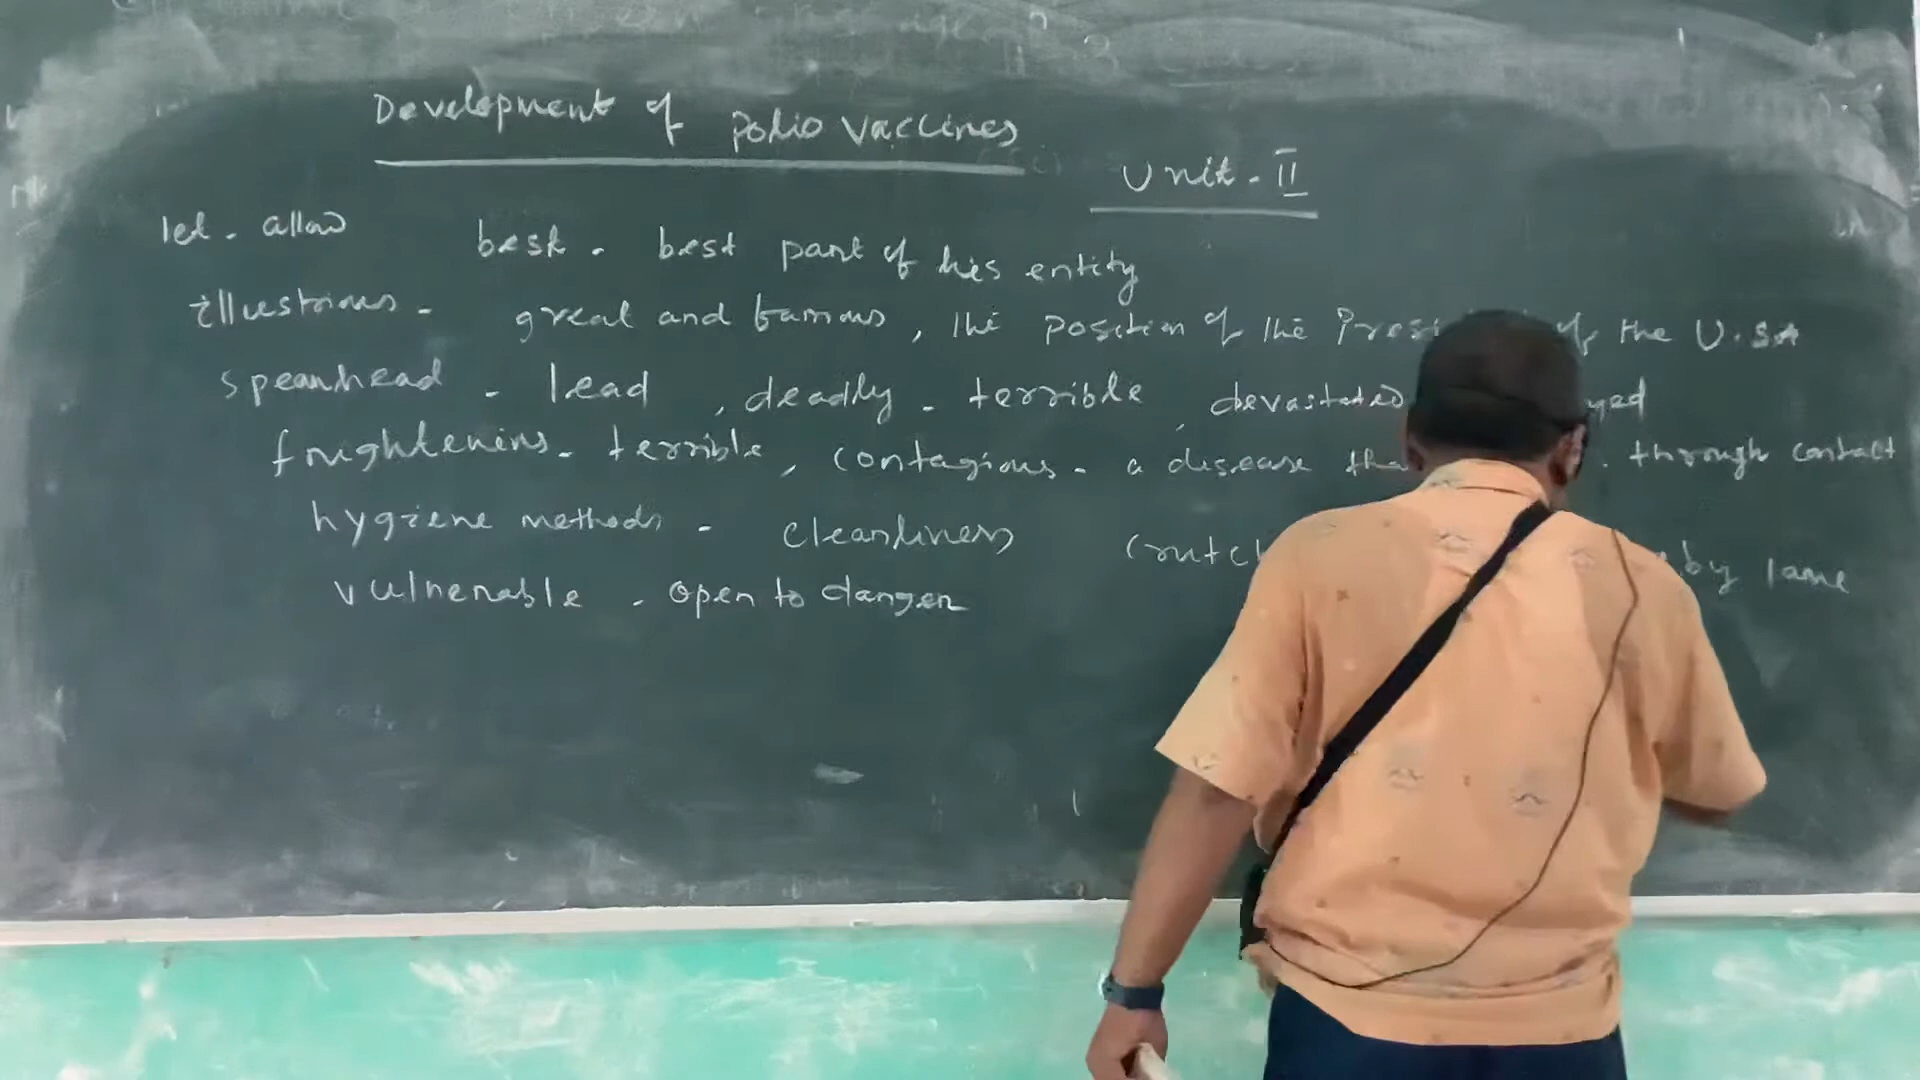 Development of Polio Vaccines
Unit - II
let - allow best - best part of his entity
illustrious - great and famous, the position of the of the U.S.A
spearhead - lead, deadly - terrible, devastated
frightening - terrible, contagious - a disease through contact
hygiene methods - cleanliness by lame
vulnerable - open to danger